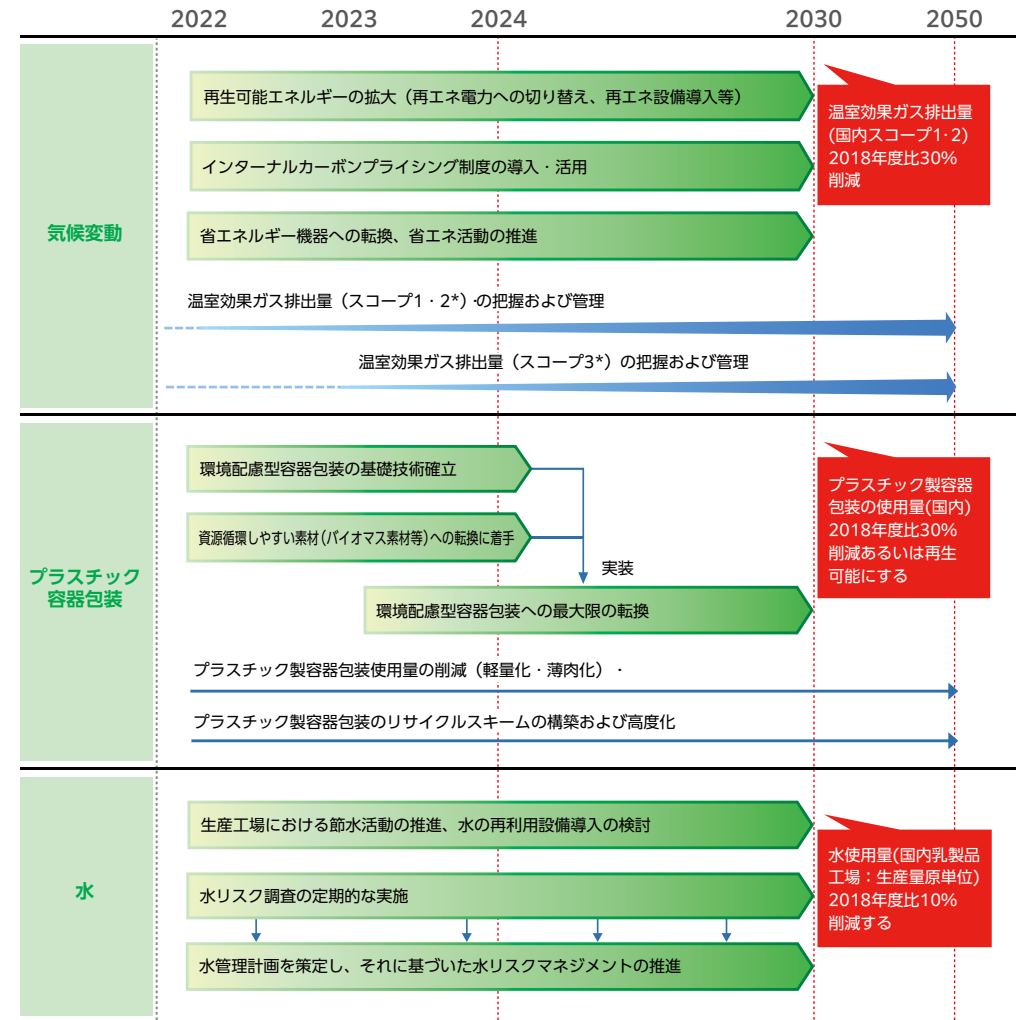 2022 2023 2024 2030 2050
気候変動
再生可能エネルギーの拡大（再エネ電力への切り替え、再エネ設備導入等）
インターナルカーボンプライシング制度の導入・活用
省エネルギー機器への転換、省エネ活動の推進
温室効果ガス排出量（スコープ1・2*）の把握および管理
温室効果ガス排出量（スコープ3*）の把握および管理
温室効果ガス排出量
(国内スコープ1・2)
2018年度比30%
削減
プラスチック
容器包装
環境配慮型容器包装の基礎技術確立
資源循環しやすい素材(バイオマス素材等)への転換に着手
実装
環境配慮型容器包装への最大限の転換
プラスチック製容器包装使用量の削減（軽量化・薄肉化）・
プラスチック製容器包装のリサイクルスキームの構築および高度化
プラスチック製容器
包装の使用量(国内)
2018年度比30%
削減あるいは再生
可能にする
水
生産工場における節水活動の推進、水の再利用設備導入の検討
水リスク調査の定期的な実施
水管理計画を策定し、それに基づいた水リスクマネジメントの推進
水使用量(国内乳製品
工場：生産量原単位)
2018年度比10%
削減する